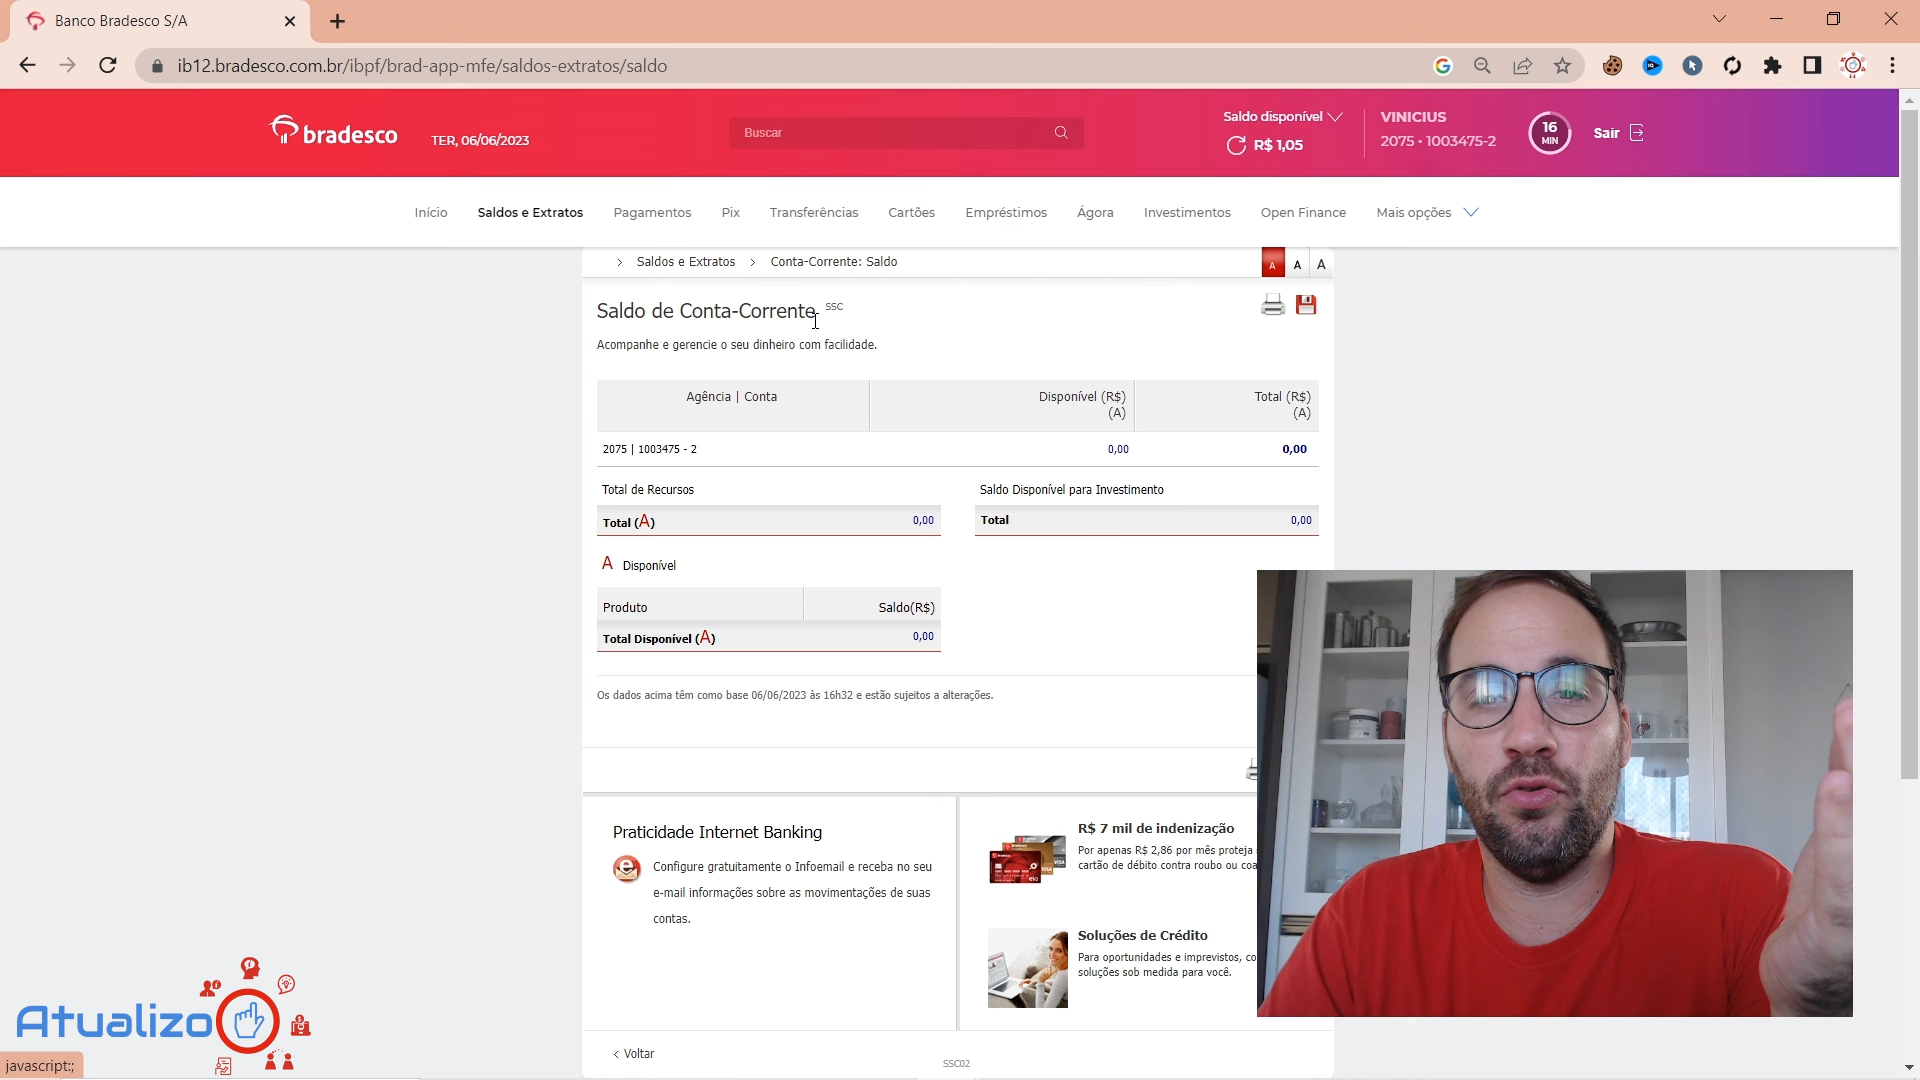 Banco Bradesco S/A
ib12.bradesco.com.br/ibpf/brad-app-mfe/saldos-extratos/saldo
bradesco
TER, 06/06/2023
Buscar
Saldo disponível
R$ 1,05
VINICIUS
2075 • 1003475-2
16
MIN
Sair
Início
Saldos e Extratos
Pagamentos
Pix
Transferências
Cartões
Empréstimos
Ágora
Investimentos
Open Finance
Mais opções
> Saldos e Extratos > Conta-Corrente: Saldo
A A A
Saldo de Conta-Corrente SSC
Acompanhe e gerencie o seu dinheiro com facilidade.
Agência | Conta
Disponível (R$)
(A)
Total (R$)
(A)
2075 | 1003475 - 2
0,00
0,00
Total de Recursos
Saldo Disponível para Investimento
Total (A)
0,00
Total
0,00
A Disponível
Produto
Saldo(R$)
Total Disponível (A)
0,00
Os dados acima têm como base 06/06/2023 às 16h32 e estão sujeitos a alterações.
Praticidade Internet Banking
Configure gratuitamente o Infoemail e receba no seu
e-mail informações sobre as movimentações de suas
contas.
R$ 7 mil de indenização
Por apenas R$ 2,86 por mês proteja
cartão de débito contra roubo ou coa
Soluções de Crédito
Para oportunidades e imprevistos, co
soluções sob medida para você.
< Voltar
SSC02
Atualizo
javascript:;